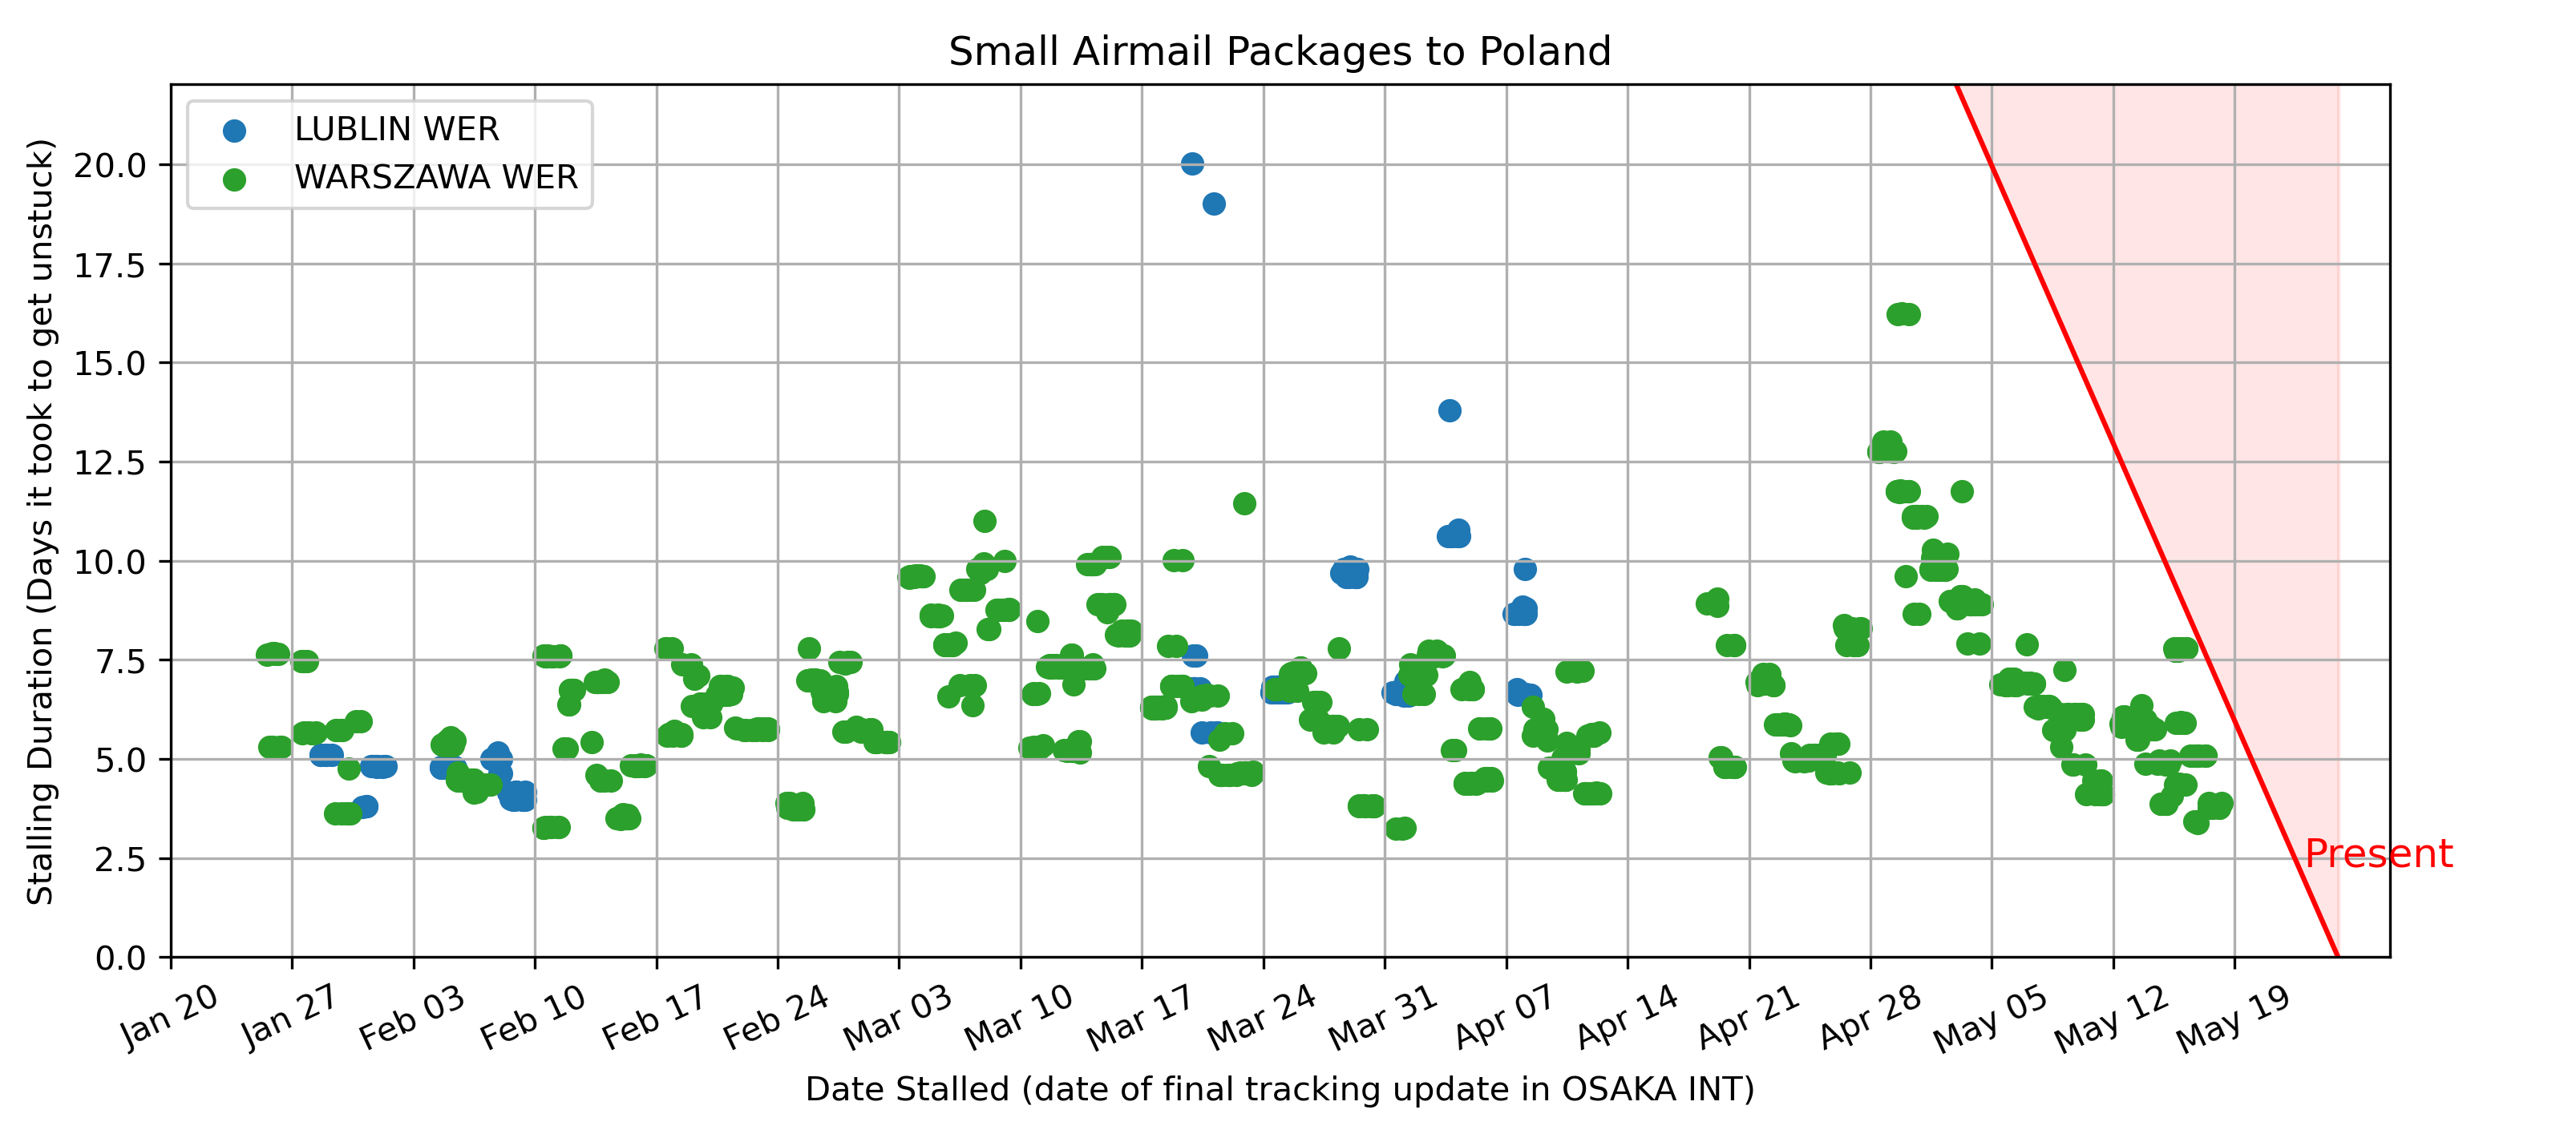 Small Airmail Packages to Poland
LUBLIN WER
WARSZAWA WER
Stalling Duration (Days it took to get unstuck)
20.0
17.5
15.0
12.5
10.0
7.5
5.0
2.5
0.0
Present
Jan 20
Jan 27
Feb 03
Feb 10
Feb 17
Feb 24
Mar 03
Mar 10
Mar 17
Mar 24
Mar 31
Apr 07
Apr 14
Apr 21
Apr 28
May 05
May 12
May 19
Date Stalled (date of final tracking update in OSAKA INT)